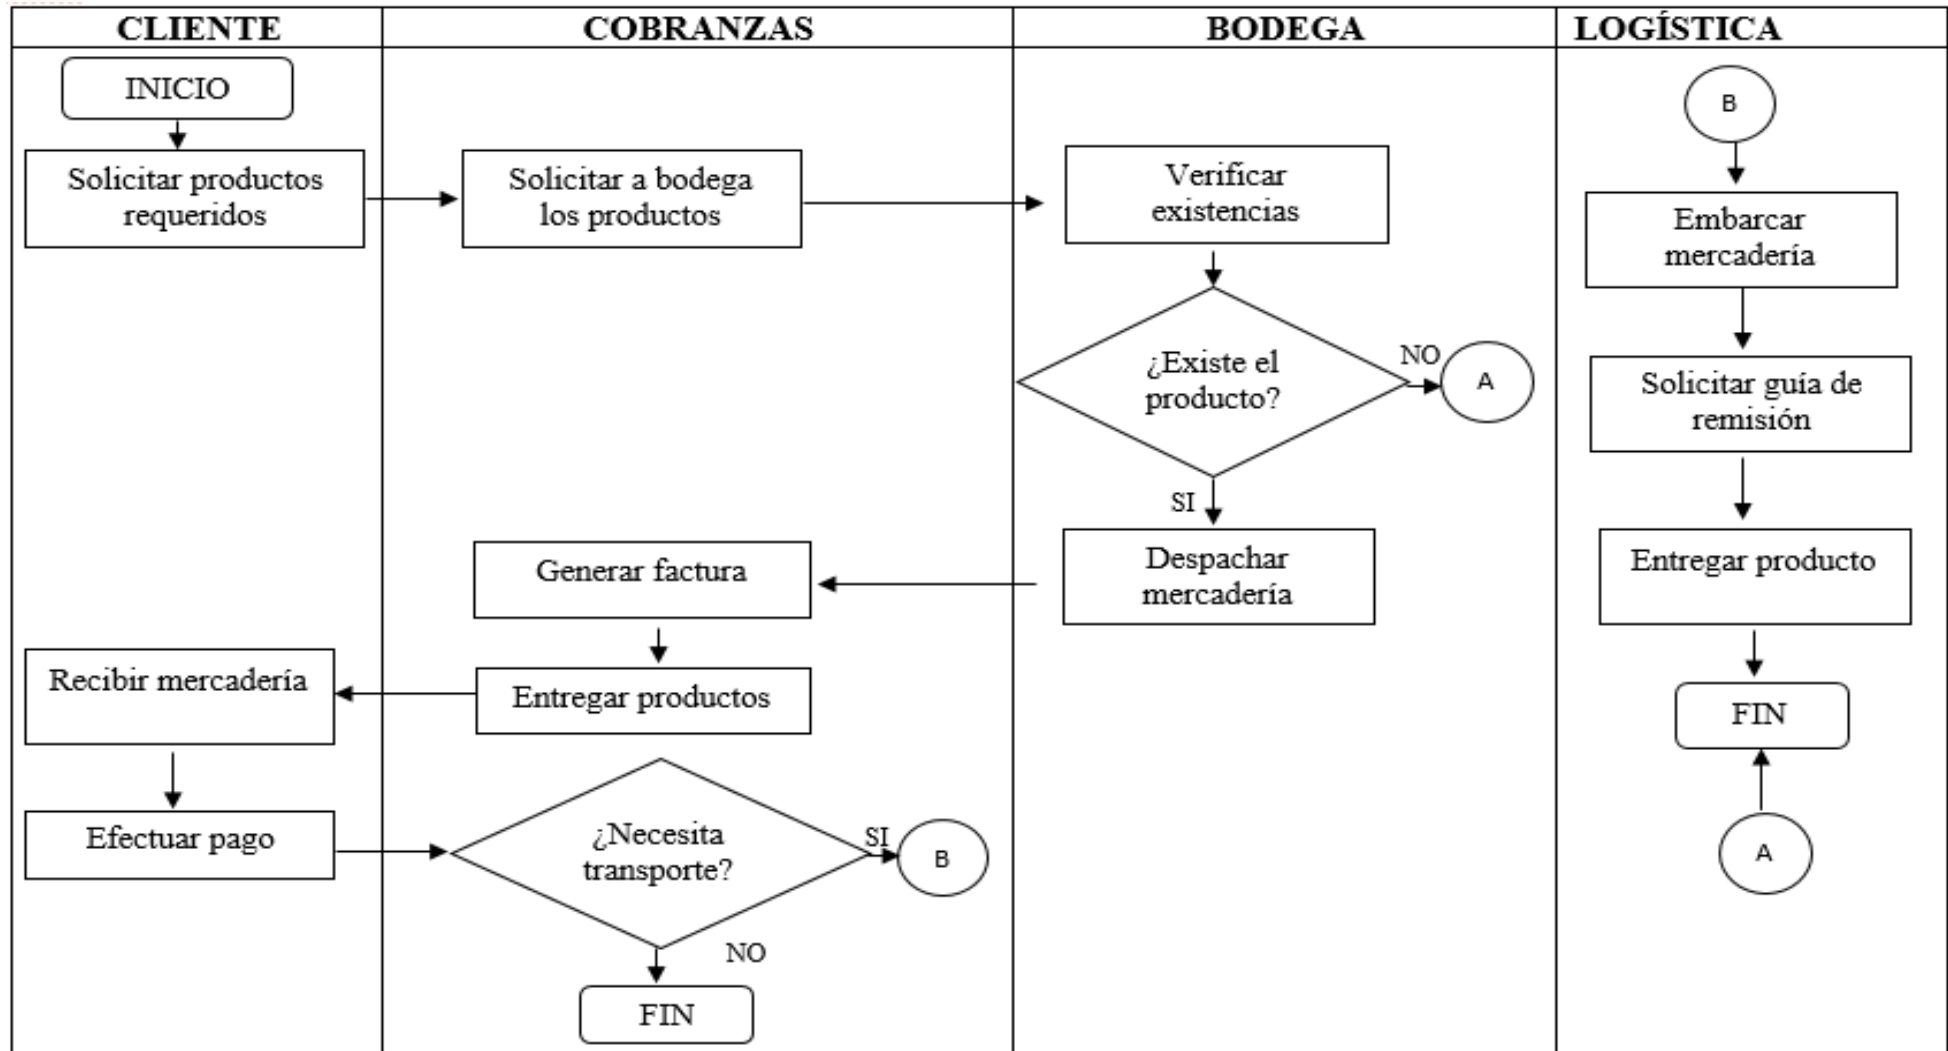 CLIENTE
COBRANZAS
BODEGA
LOGÍSTICA
INICIO
Solicitar productos
requeridos
Solicitar a bodega
los productos
Verificar
existencias
¿Existe el
producto?
NO
A
SI
Despachar
mercadería
Generar factura
Entregar productos
Recibir mercadería
Efectuar pago
¿Necesita
transporte?
SI
B
NO
FIN
B
Embarcar
mercadería
Solicitar guía de
remisión
Entregar producto
FIN
A